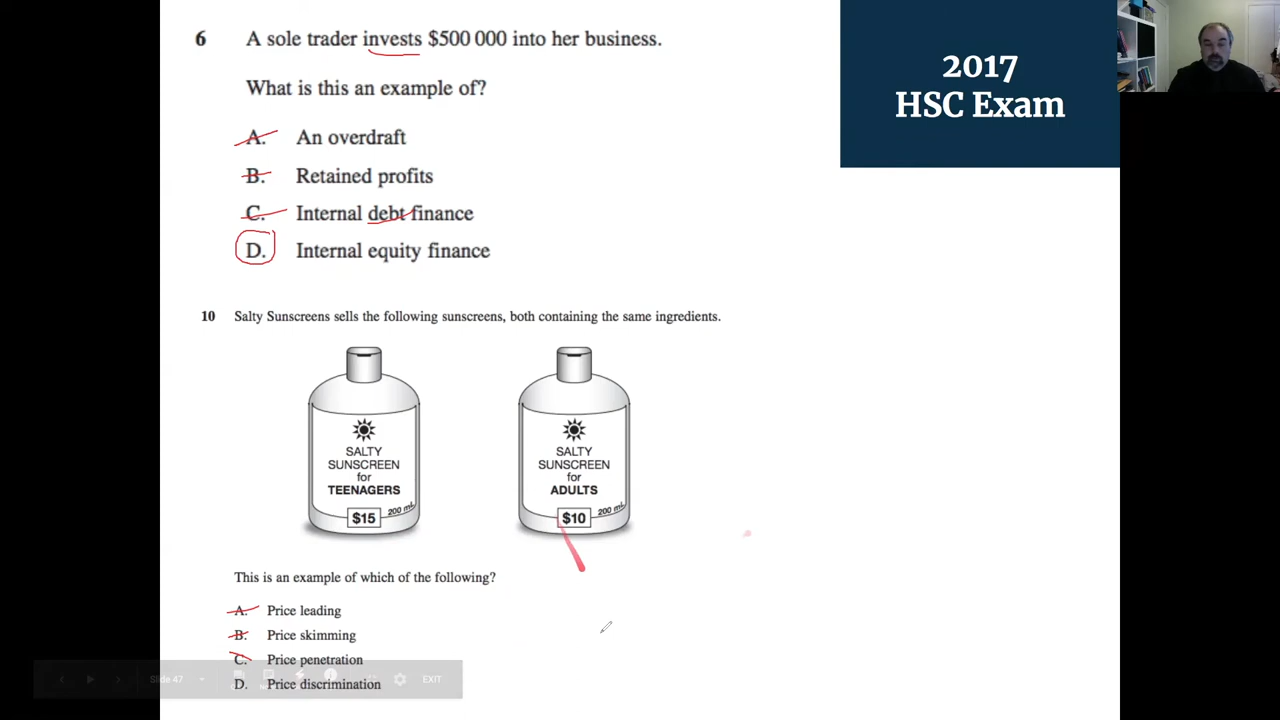 6 A sole trader invests $500 000 into her business.
What is this an example of?
A. An overdraft
B. Retained profits
C. Internal debt finance
D. Internal equity finance
2017
HSC Exam
10 Salty Sunscreens sells the following sunscreens, both containing the same ingredients.
SALTY
SUNSCREEN
for
TEENAGERS
200 mL
$15
SALTY
SUNSCREEN
for
ADULTS
200 mL
$10
This is an example of which of the following?
A. Price leading
B. Price skimming
C. Price penetration
D. Price discrimination
Slide 47
EXIT